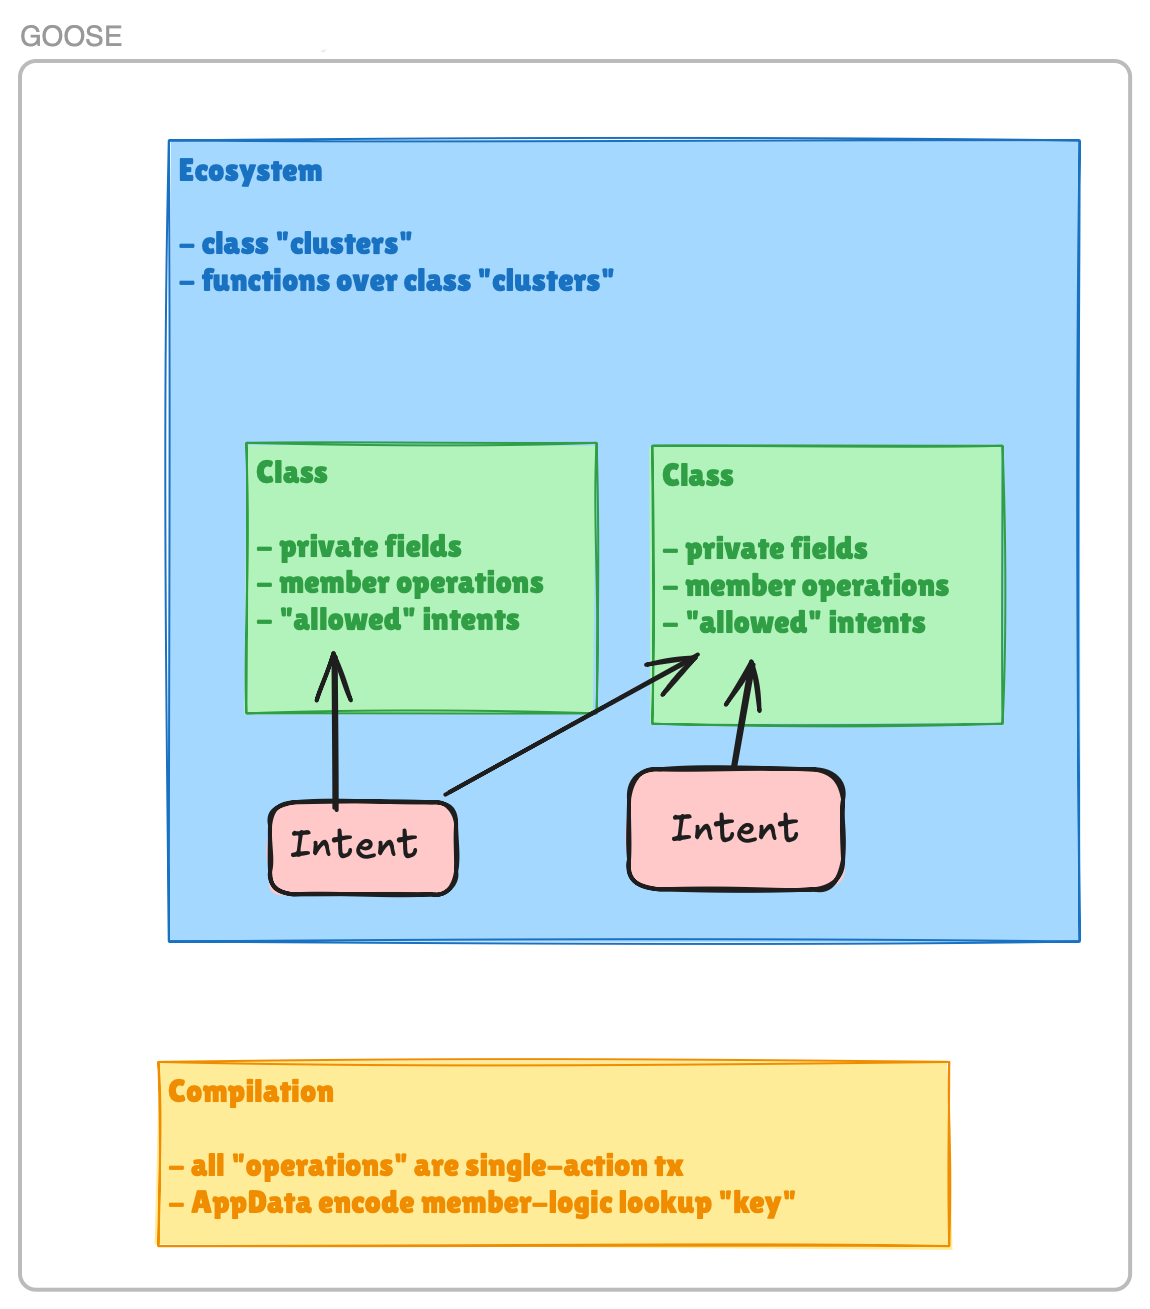 GOOSE
Ecosystem
- class "clusters"
- functions over class "clusters"
Class
- private fields
- member operations
- "allowed" intents
Class
- private fields
- member operations
- "allowed" intents
Intent
Intent
Compilation
- all "operations" are single-action tx
- AppData encode member-logic lookup "key"